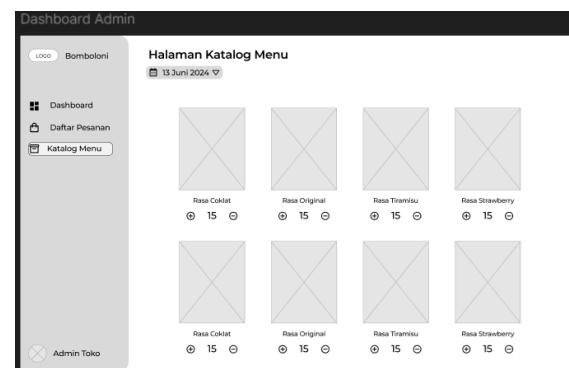 Dashboard Admin
LOGO Bomboloni
Halaman Katalog Menu
13 Juni 2024
Dashboard
Daftar Pesanan
Katalog Menu
Rasa Coklat Rasa Original Rasa Tiramisu Rasa Strawberry
15 15 15 15
Rasa Coklat Rasa Original Rasa Tiramisu Rasa Strawberry
15 15 15 15
Admin Toko